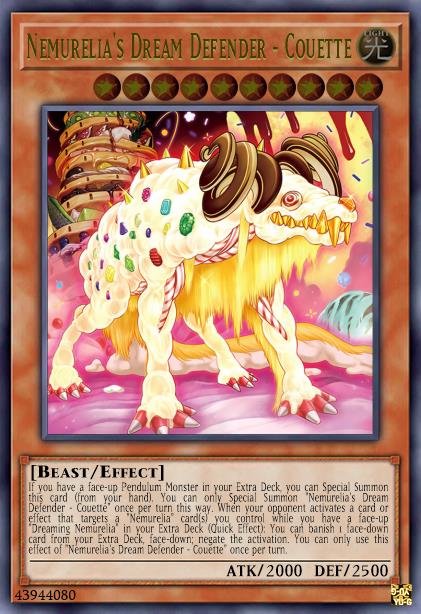 Nemurelia's Dream Defender - Couette
LIGHT
光
[Beast/Effect]
If you have a face-up Pendulum Monster in your Extra Deck, you can Special Summon
this card (from your hand). You can only Special Summon "Nemurelia's Dream
Defender - Couette" once per turn this way. When your opponent activates a card or
effect that targets a "Nemurelia" card(s) you control while you have a face-up
"Dreaming Nemurelia" in your Extra Deck (Quick Effect): You can banish 1 face-down
card from your Extra Deck, face-down; negate the activation. You can only use this
effect of "Nemurelia's Dream Defender - Couette" once per turn.
ATK/2000 DEF/2500
43944080